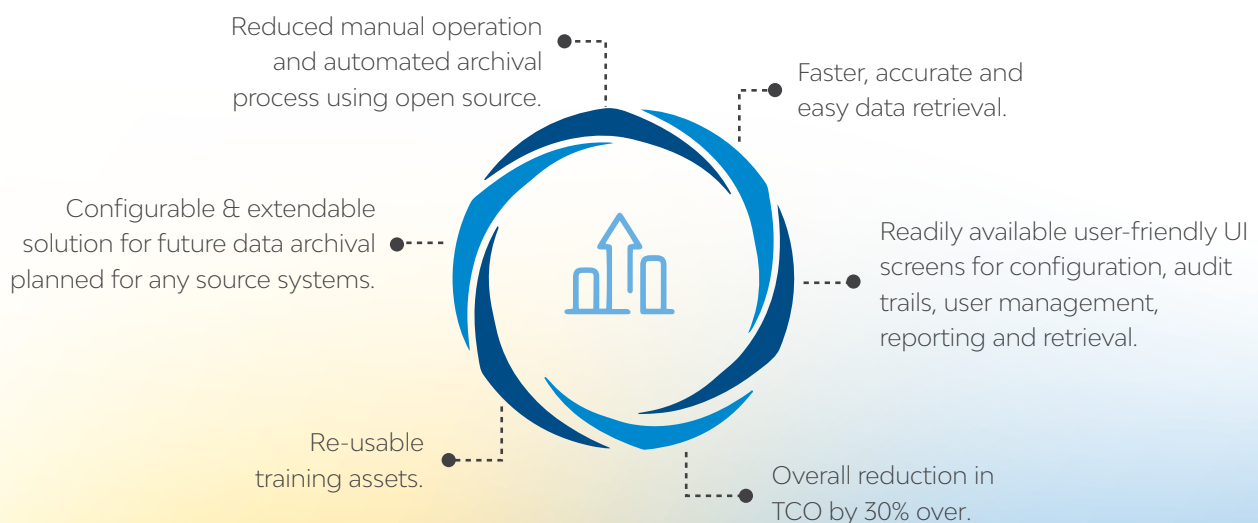 Reduced manual operation
and automated archival
process using open source.
Faster, accurate and
easy data retrieval.
Configurable & extendable
solution for future data archival
planned for any source systems.
Readily available user-friendly UI
screens for configuration, audit
trails, user management,
reporting and retrieval.
Re-usable
training assets.
Overall reduction in
TCO by 30% over.